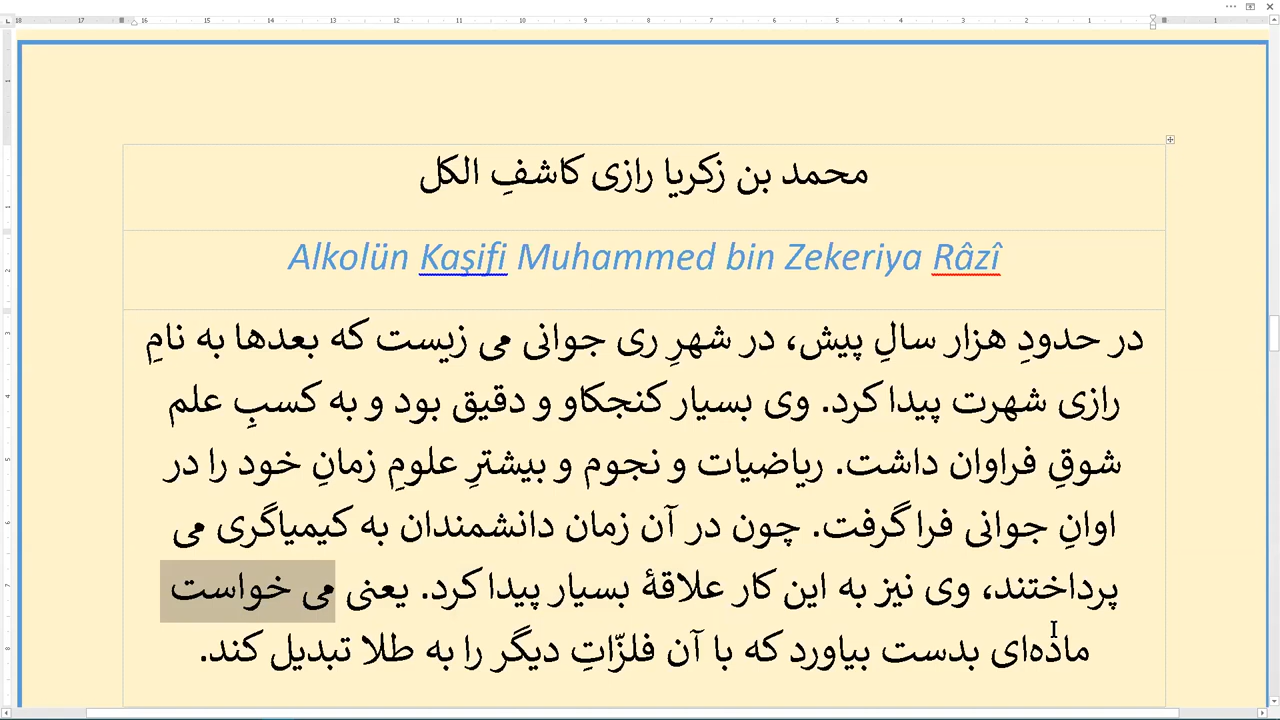 محمد بن زکریا رازی کاشفِ الکل
Alkolün Kaşifi Muhammed bin Zekeriya Râzî
در حدودِ هزار سالِ پیش، در شهرِ ری جوانی می زیست که بعدها به نامِ
رازی شهرت پیدا کرد. وی بسیار کنجکاو و دقیق بود و به کسبِ علم
شوقِ فراوان داشت. ریاضیات و نجوم و بیشترِ علومِ زمانِ خود را در
اوانِ جوانی فرا گرفت. چون در آن زمان دانشمندان به کیمیاگری می
پرداختند، وی نیز به این کار علاقۀ بسیار پیدا کرد. یعنی می خواست
مادّه‌ای بدست بیاورد که با آن فلزّاتِ دیگر را به طلا تبدیل کند.